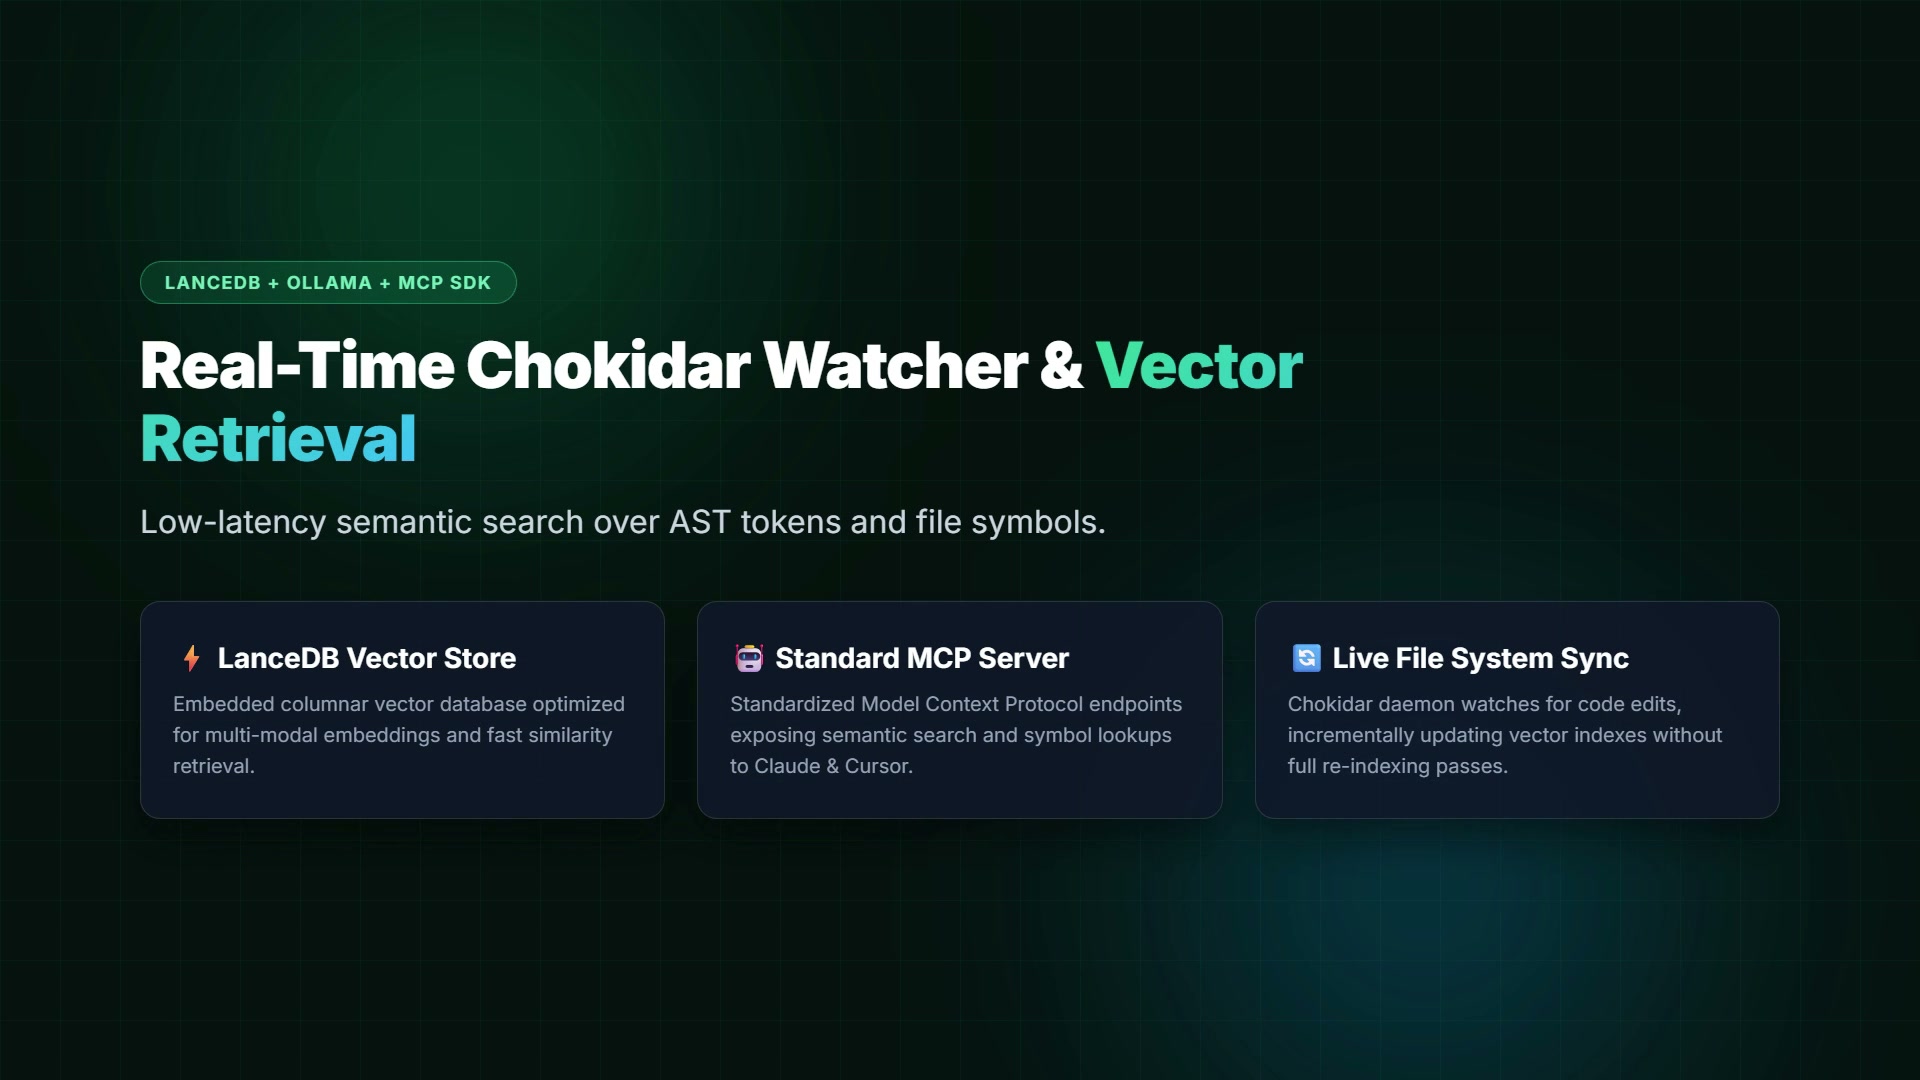 LANCEDB + OLLAMA + MCP SDK
Real-Time Chokidar Watcher & Vector
Retrieval
Low-latency semantic search over AST tokens and file symbols.
LanceDB Vector Store
Embedded columnar vector database optimized
for multi-modal embeddings and fast similarity
retrieval.
Standard MCP Server
Standardized Model Context Protocol endpoints
exposing semantic search and symbol lookups
to Claude & Cursor.
Live File System Sync
Chokidar daemon watches for code edits,
incrementally updating vector indexes without
full re-indexing passes.